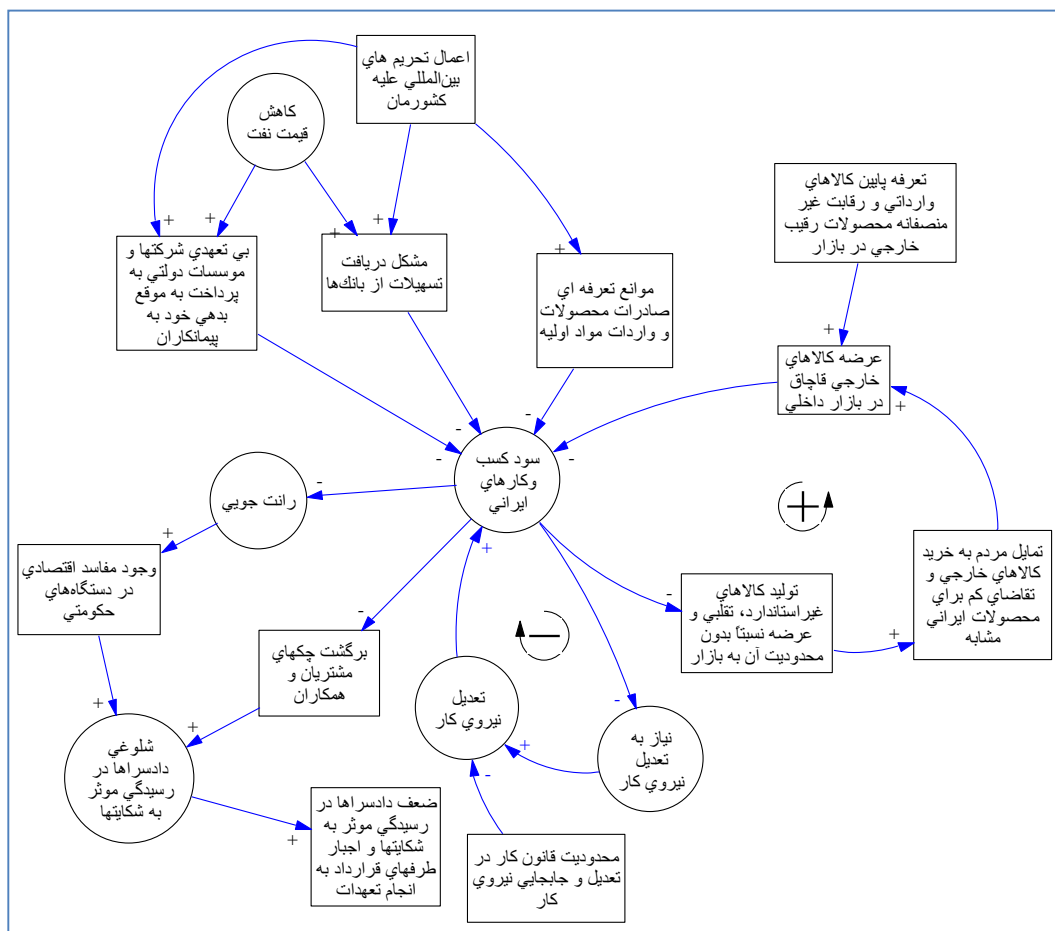 اعمال تحريم هاي
بين‌المللي عليه
كشورمان
كاهش
قيمت نفت
تعرفه پايين كالاهاي
وارداتي و رقابت غير
منصفانه محصولات رقيب
خارجي در بازار
+
+
+
+
+
+
بي تعهدي شركتها و
موسسات دولتي به
پرداخت به موقع
بدهي خود به
پيمانكاران
مشكل دريافت
تسهيلات از بانك‌ها
موانع تعرفه اي
صادرات محصولات
و واردات مواد اوليه
عرضه كالاهاي
خارجي قاچاق
در بازار داخلي
+
-
-
-
-
سود كسب
وكارهاي
ايراني
-
رانت جويي
+
+
وجود مفاسد اقتصادي
در دستگاه‌هاي
حكومتي
تمايل مردم به خريد
كالاهاي خارجي و
تقاضاي كم براي
محصولات ايراني
مشابه
+
-
توليد كالاهاي
غيراستاندارد، تقلبي و
عرضه نسبتاً بدون
محدوديت آن به بازار
+
-
-
برگشت چكهاي
مشتريان و
همكاران
+
+
تعديل
نيروي كار
-
نياز به
تعديل
نيروي كار
+
-
شلوغي
دادسراها در
رسيدگي موثر
به شكايتها
+
ضعف دادسراها در
رسيدگي موثر به
شكايتها و اجبار
طرفهاي قرارداد به
انجام تعهدات
محدوديت قانون كار در
تعديل و جابجايي نيروي
كار